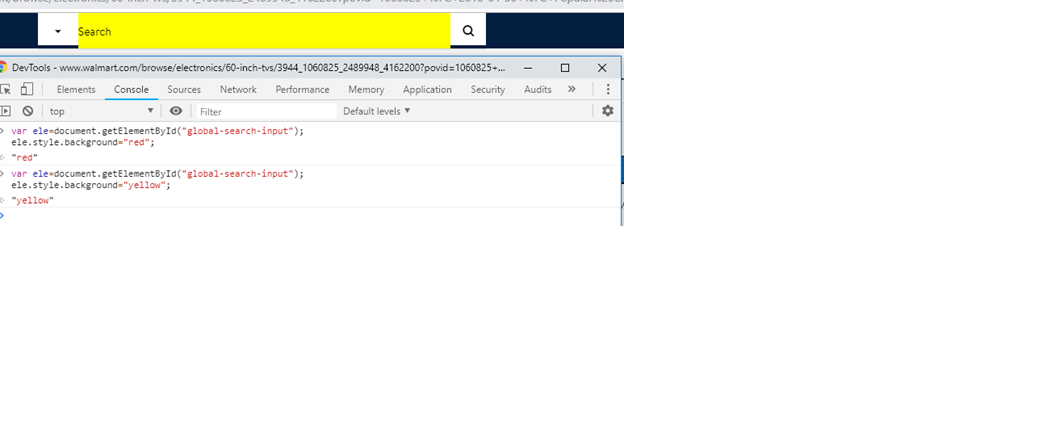 Search
DevTools - www.walmart.com/browse/electronics/60-inch-tvs/3944_1060825_2489948_4162200?povid=1060825+...
Elements Console Sources Network Performance Memory Application Security Audits »
top Filter Default levels
var ele=document.getElementById("global-search-input");
ele.style.background="red";
"red"
var ele=document.getElementById("global-search-input");
ele.style.background="yellow";
"yellow"